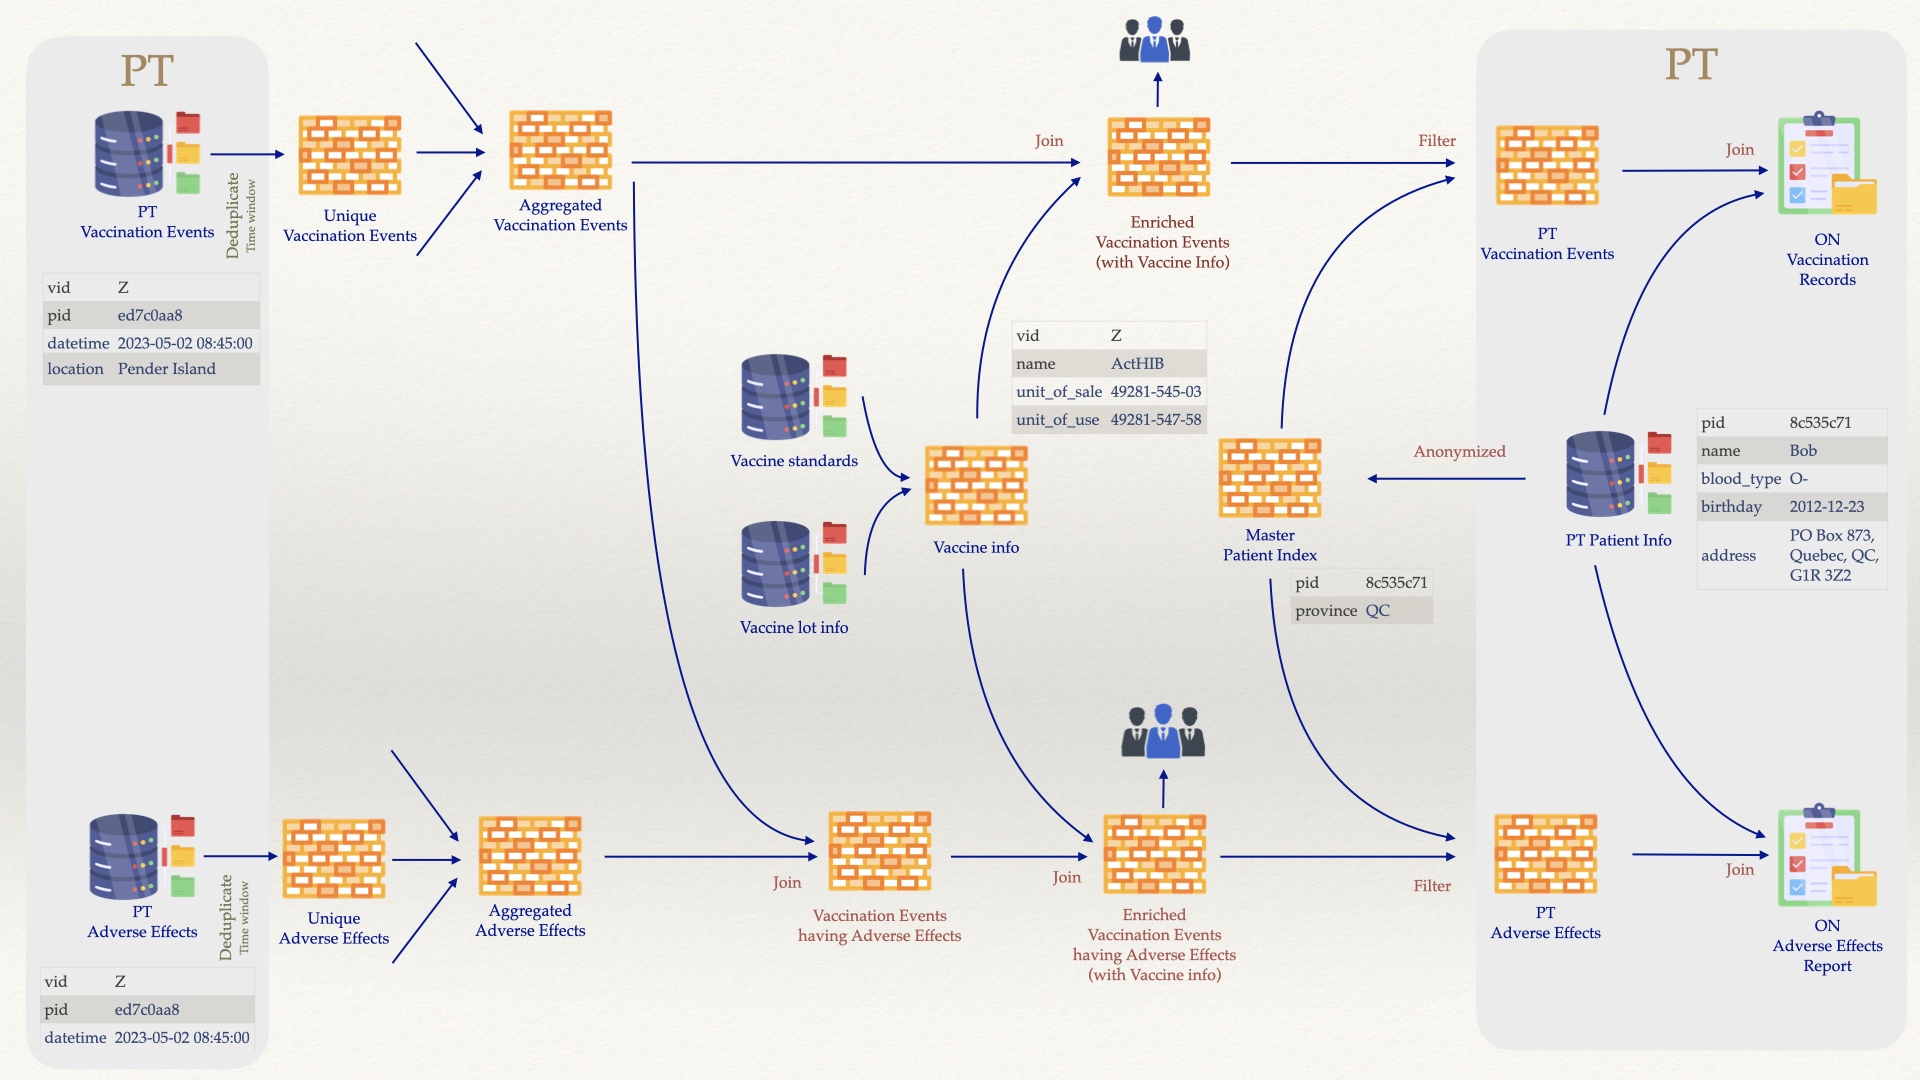 PT
PT
Vaccination Events
Deduplicate
Time window
vid Z
pid ed7c0aa8
datetime 2023-05-02 08:45:00
location Pender Island
Unique
Vaccination Events
Aggregated
Vaccination Events
Join
Enriched
Vaccination Events
(with Vaccine Info)
Filter
PT
PT
Vaccination Events
Join
ON
Vaccination
Records
vid Z
name ActHIB
unit_of_sale 49281-545-03
unit_of_use 49281-547-58
Vaccine standards
Vaccine lot info
Vaccine info
Master
Patient Index
pid 8c535c71
province QC
Anonymized
PT Patient Info
pid 8c535c71
name Bob
blood_type O-
birthday 2012-12-23
address PO Box 873,
Quebec, QC,
G1R 3Z2
PT
Adverse Effects
Deduplicate
Time window
vid Z
pid ed7c0aa8
datetime 2023-05-02 08:45:00
Unique
Adverse Effects
Aggregated
Adverse Effects
Join
Vaccination Events
having Adverse Effects
Join
Enriched
Vaccination Events
having Adverse Effects
(with Vaccine info)
Filter
PT
Adverse Effects
Join
ON
Adverse Effects
Report